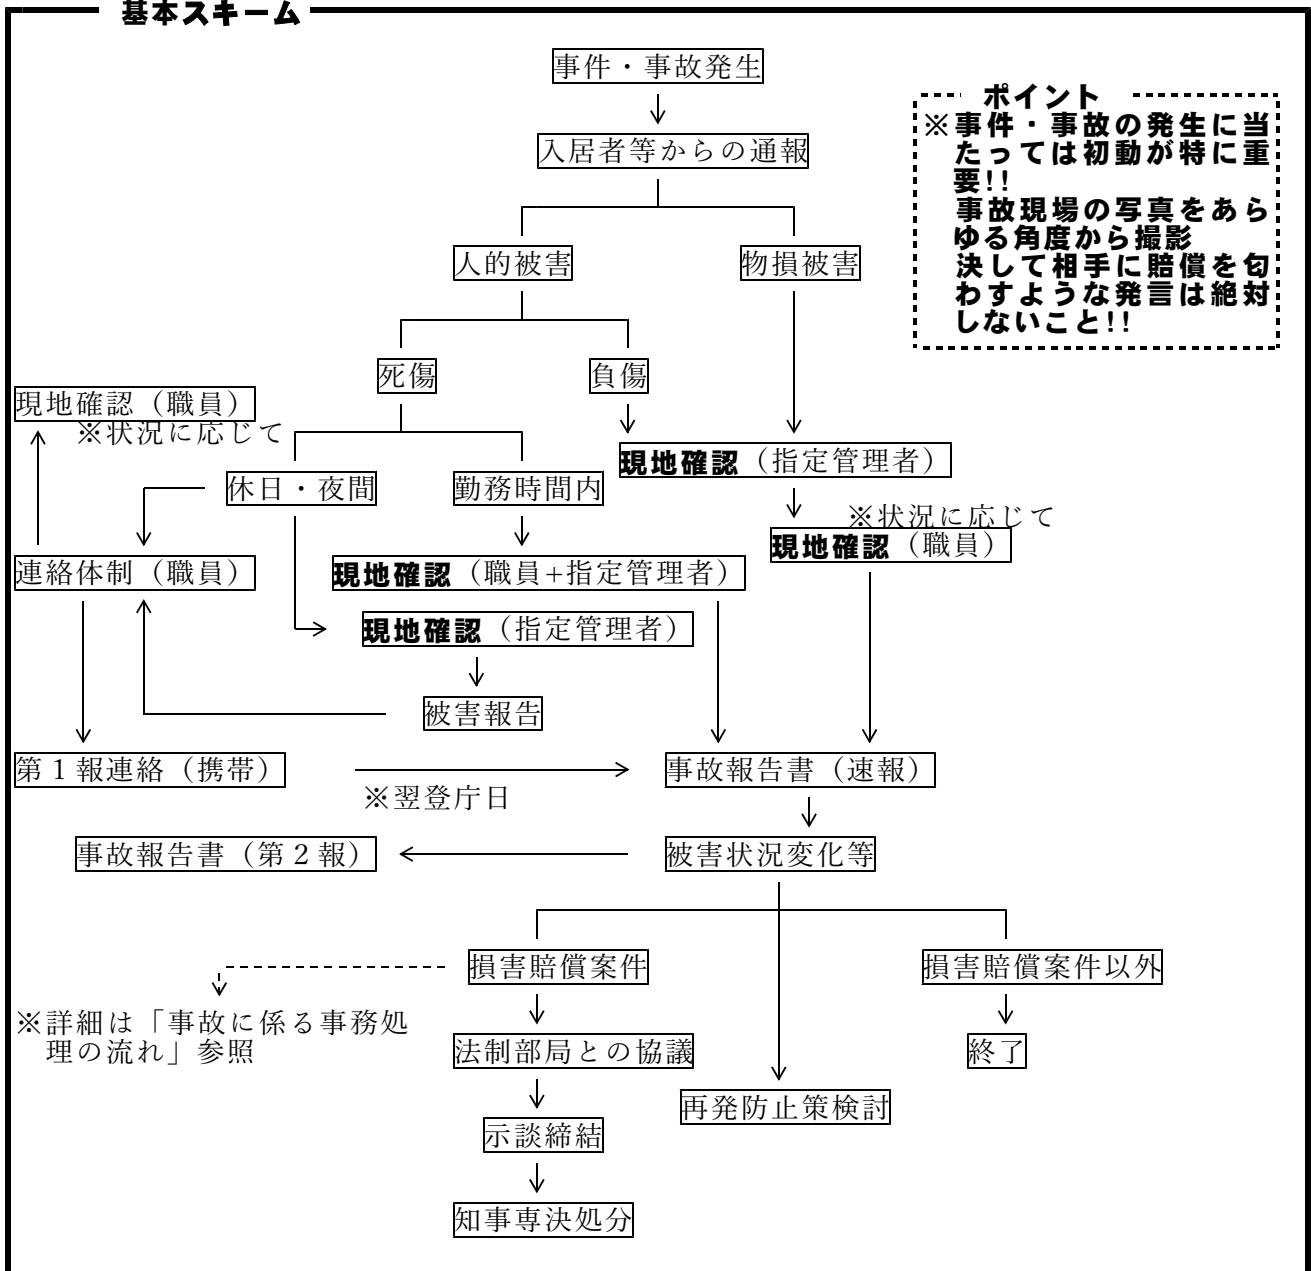 基本スキーム
事件・事故発生
ポイント
※事件・事故の発生に当
たっては初動が特に重
要!!
事故現場の写真をあら
ゆる角度から撮影
決して相手に賠償を匂
わすような発言は絶対
しないこと!!
入居者等からの通報
人的被害
物損被害
死傷
負傷
現地確認（職員）
※状況に応じて
現地確認（指定管理者）
休日・夜間
勤務時間内
※状況に応じて
現地確認（職員）
連絡体制（職員）
現地確認（職員+指定管理者）
現地確認（指定管理者）
被害報告
第１報連絡（携帯）
事故報告書（速報）
※翌登庁日
事故報告書（第２報）
被害状況変化等
損害賠償案件
損害賠償案件以外
※詳細は「事故に係る事務処
理の流れ」参照
法制部局との協議
終了
再発防止策検討
示談締結
知事専決処分